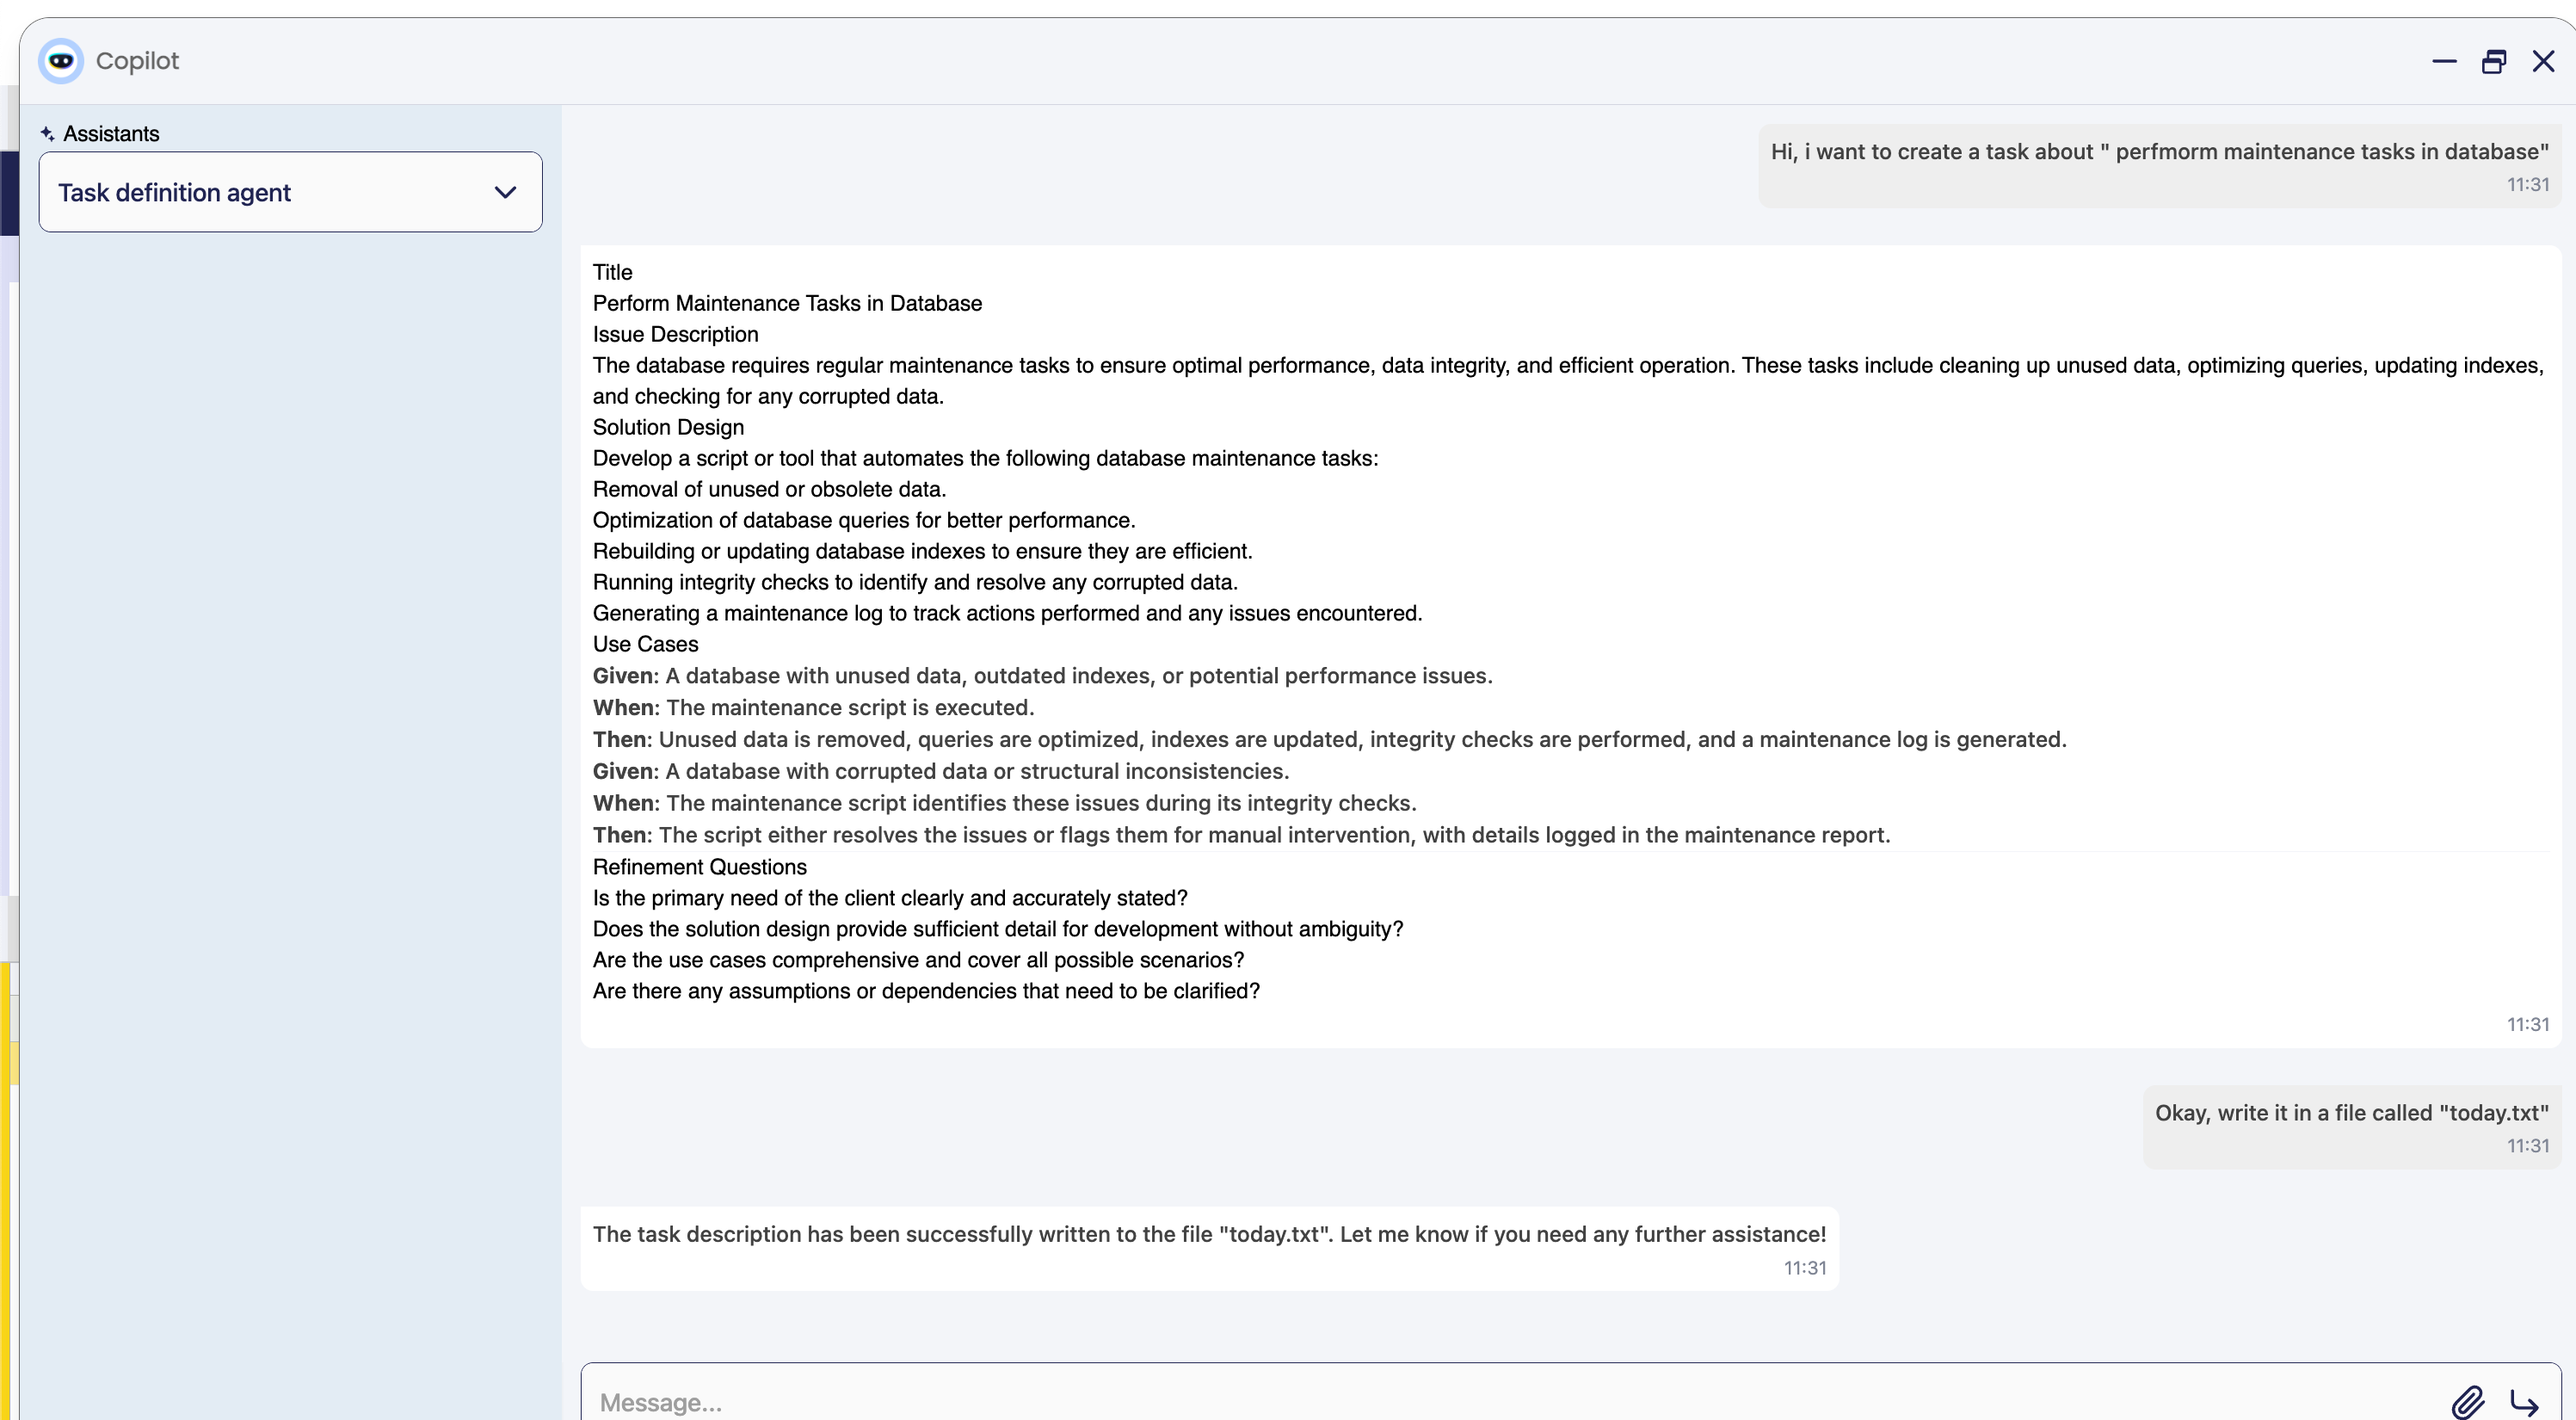 Copilot
Assistants
Task definition agent
Hi, i want to create a task about " perfmorm maintenance tasks in database"
11:31
Title
Perform Maintenance Tasks in Database
Issue Description
The database requires regular maintenance tasks to ensure optimal performance, data integrity, and efficient operation. These tasks include cleaning up unused data, optimizing queries, updating indexes,
and checking for any corrupted data.
Solution Design
Develop a script or tool that automates the following database maintenance tasks:
Removal of unused or obsolete data.
Optimization of database queries for better performance.
Rebuilding or updating database indexes to ensure they are efficient.
Running integrity checks to identify and resolve any corrupted data.
Generating a maintenance log to track actions performed and any issues encountered.
Use Cases
Given: A database with unused data, outdated indexes, or potential performance issues.
When: The maintenance script is executed.
Then: Unused data is removed, queries are optimized, indexes are updated, integrity checks are performed, and a maintenance log is generated.
Given: A database with corrupted data or structural inconsistencies.
When: The maintenance script identifies these issues during its integrity checks.
Then: The script either resolves the issues or flags them for manual intervention, with details logged in the maintenance report.
Refinement Questions
Is the primary need of the client clearly and accurately stated?
Does the solution design provide sufficient detail for development without ambiguity?
Are the use cases comprehensive and cover all possible scenarios?
Are there any assumptions or dependencies that need to be clarified?
11:31
Okay, write it in a file called "today.txt"
11:31
The task description has been successfully written to the file "today.txt". Let me know if you need any further assistance!
11:31
Message...